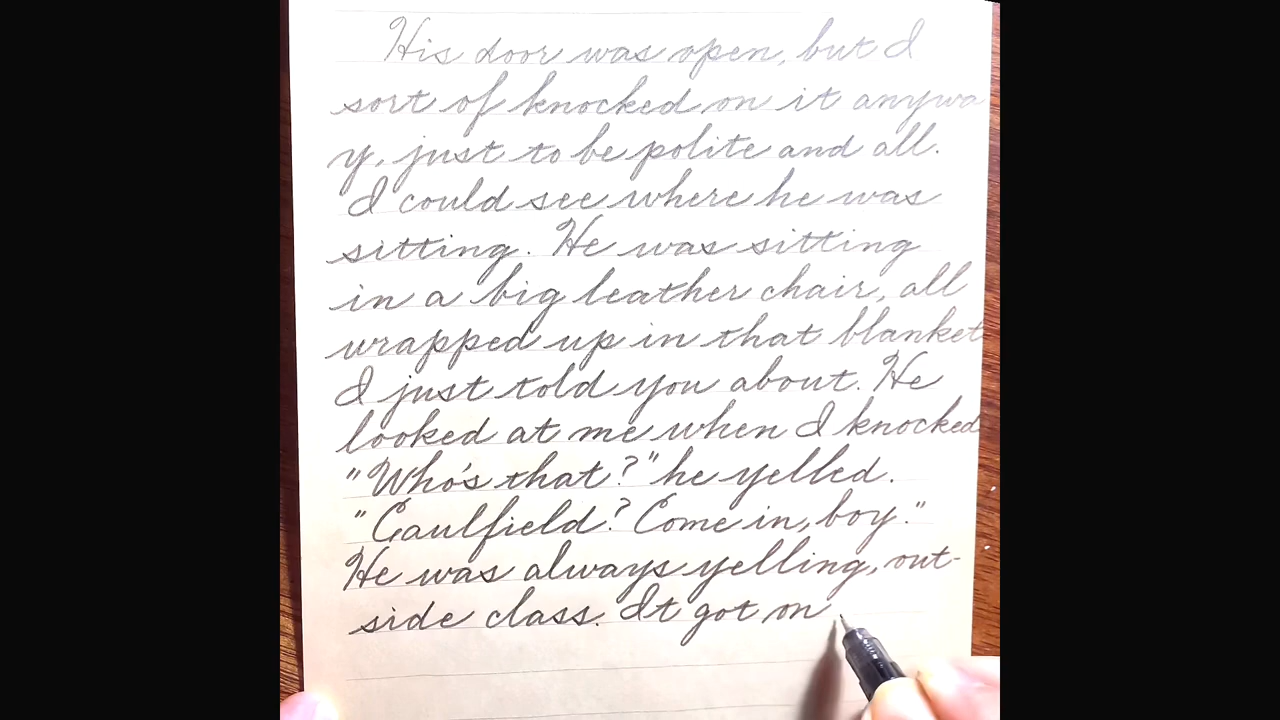 His door was open, but I
sort of knocked on it anywa
y, just to be polite and all.
I could see where he was
sitting. He was sitting
in a big leather chair, all
wrapped up in that blanket
I just told you about. He
looked at me when I knocked
"Who's that?" he yelled.
"Caulfield? Come in, boy."
He was always yelling, out-
side class. It got on